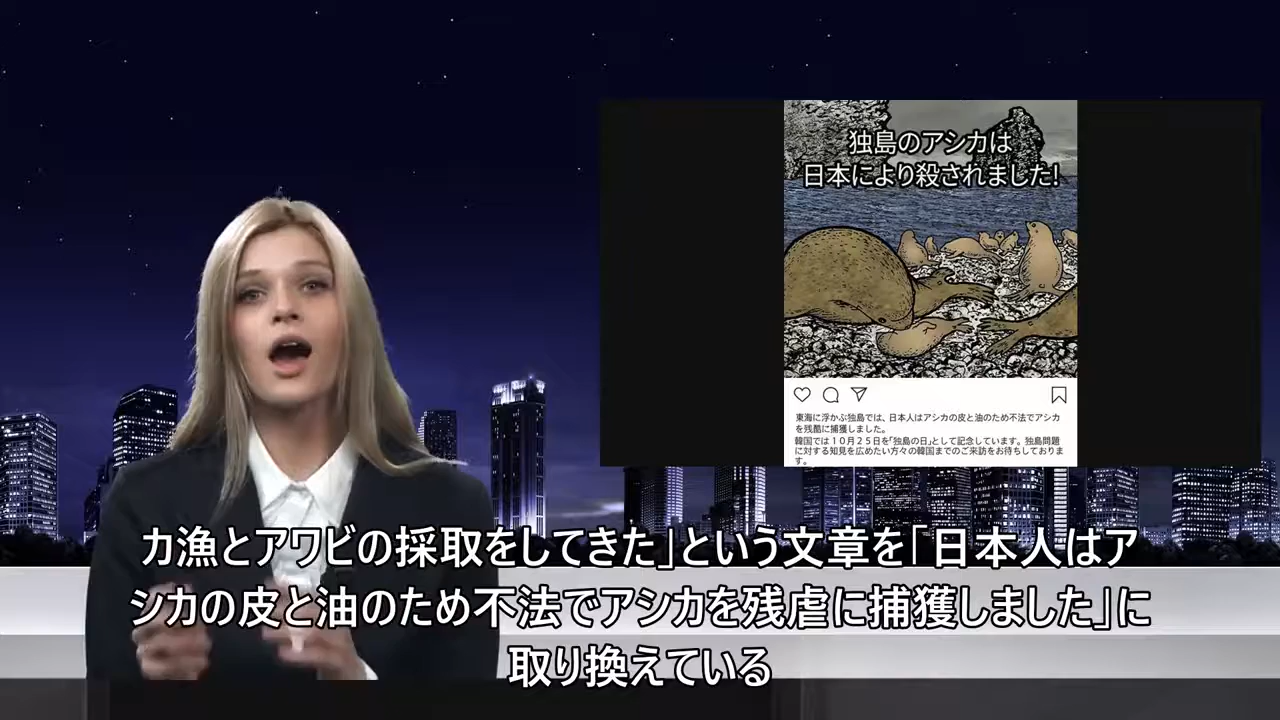 独島のアシカは
日本により殺されました!
東海に浮かぶ独島では、日本人はアシカの皮と油のため不法でアシカ
を残酷に捕獲しました。
韓国では10月25日を「独島の日」として記念しています。独島問題
に対する知見を広めたい方々の韓国までのご来訪をお待ちしておりま
す。
カ漁とアワビの採取をしてきた」という文章を「日本人はア
シカの皮と油のため不法でアシカを残虐に捕獲しました」に
取り換えている